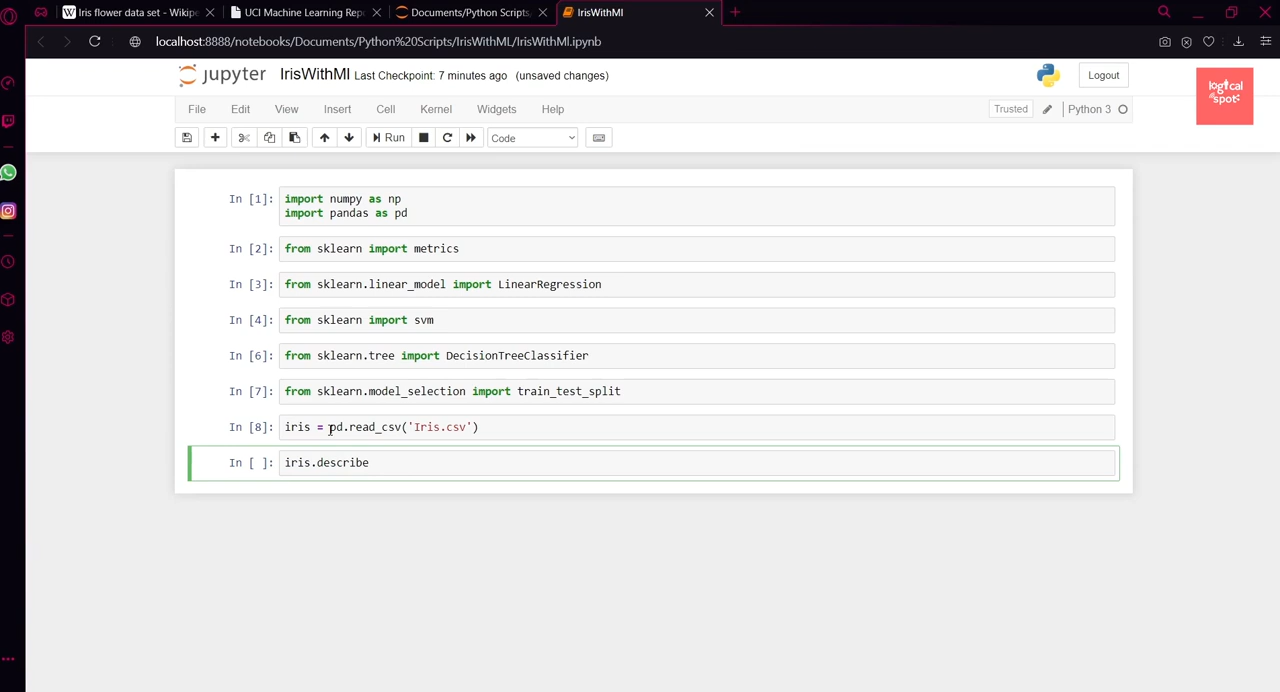 Iris flower data set - Wikipe
UCI Machine Learning Rep
Documents/Python Scripts,
IrisWithMl
localhost:8888/notebooks/Documents/Python%20Scripts/IrisWithML/IrisWithMl.ipynb
jupyter IrisWithMl Last Checkpoint: 7 minutes ago (unsaved changes)
Logout
logical
spot
File Edit View Insert Cell Kernel Widgets Help
Trusted
Python 3
Run
Code
In [1]: import numpy as np
import pandas as pd
In [2]: from sklearn import metrics
In [3]: from sklearn.linear_model import LinearRegression
In [4]: from sklearn import svm
In [6]: from sklearn.tree import DecisionTreeClassifier
In [7]: from sklearn.model_selection import train_test_split
In [8]: iris = pd.read_csv('Iris.csv')
In [ ]: iris.describe